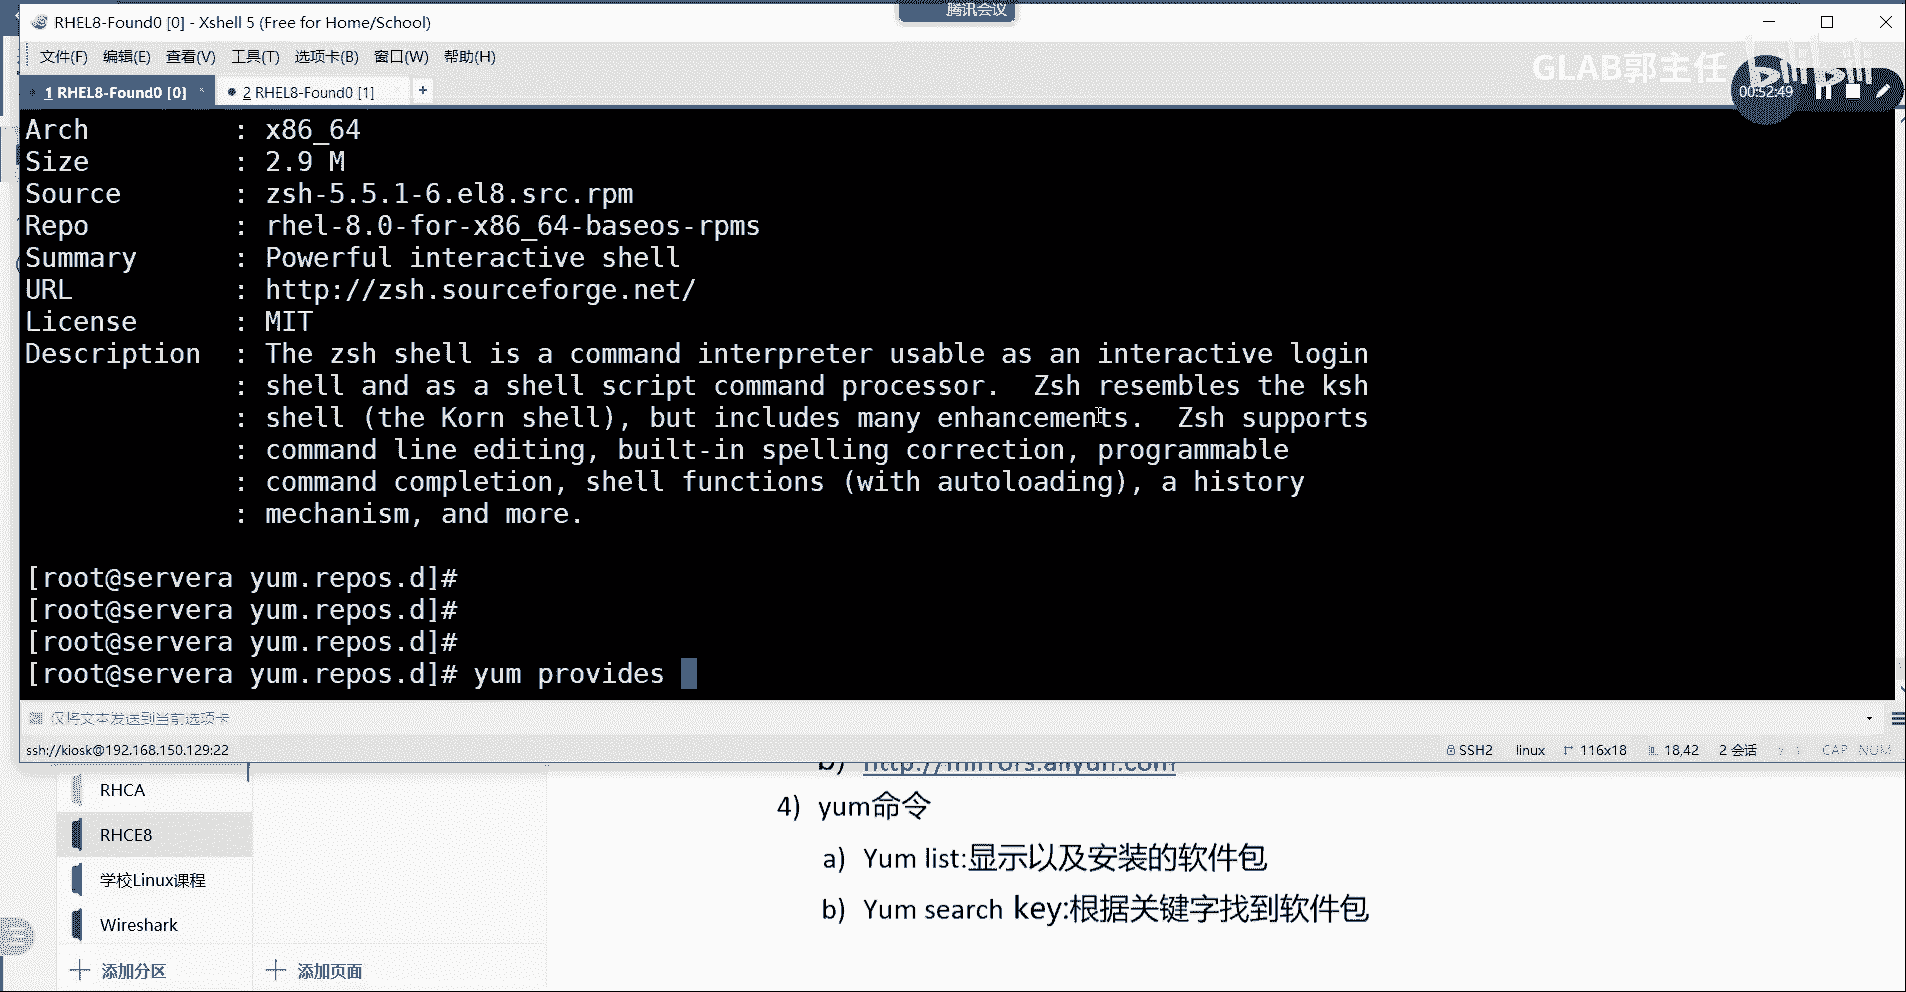 腾讯会议
RHEL8-Found0 [0] - Xshell 5 (Free for Home/School)
文件(F) 编辑(E) 查看(V) 工具(T) 选项卡(B) 窗口(W) 帮助(H)
GLAB郭主任 bilibili
1 RHEL8-Found0 [0] × 2 RHEL8-Found0 [1] +
00:52:49
Arch : x86_64
Size : 2.9 M
Source : zsh-5.5.1-6.el8.src.rpm
Repo : rhel-8.0-for-x86_64-baseos-rpms
Summary : Powerful interactive shell
URL : http://zsh.sourceforge.net/
License : MIT
Description : The zsh shell is a command interpreter usable as an interactive login
: shell and as a shell script command processor.  Zsh resembles the ksh
: shell (the Korn shell), but includes many enhancements.  Zsh supports
: command line editing, built-in spelling correction, programmable
: command completion, shell functions (with autoloading), a history
: mechanism, and more.
[root@servera yum.repos.d]#
[root@servera yum.repos.d]#
[root@servera yum.repos.d]#
[root@servera yum.repos.d]# yum provides
仅将文本发送到当前选项卡
ssh://kiosk@192.168.150.129:22 SSH2 linux 116x18 18,42 2 会话 CAP NUM
b) http://mirrors.aliyun.com
RHCA
4) yum命令
RHCE8
a) Yum list:显示以及安装的软件包
学校Linux课程
b) Yum search key:根据关键字找到软件包
Wireshark
添加分区 添加页面